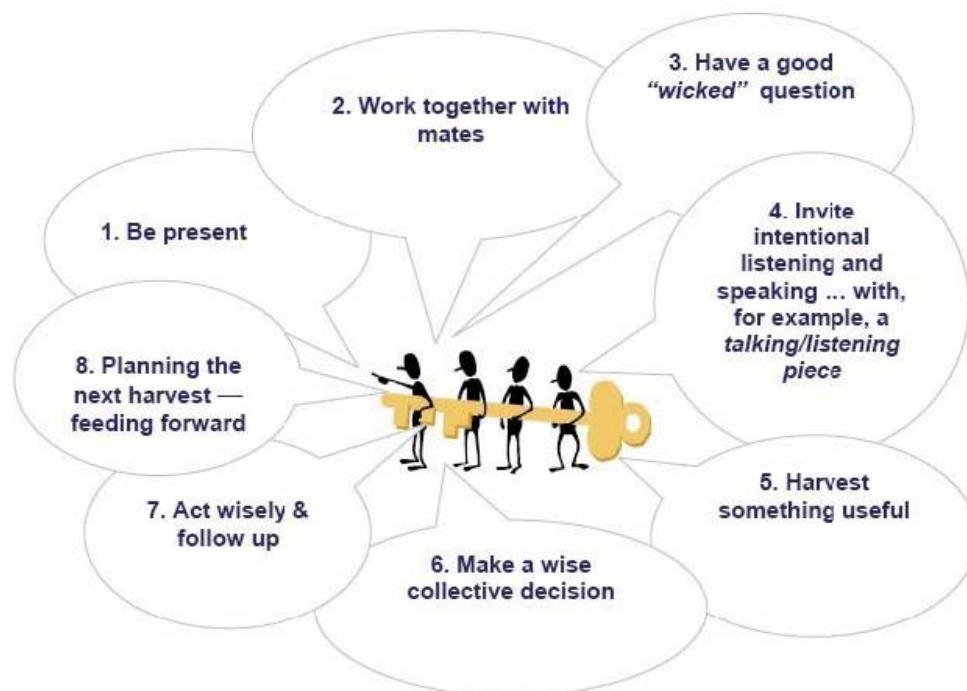 1. Be present
2. Work together with
mates
3. Have a good
“wicked” question
4. Invite
intentional
listening and
speaking ... with,
for example, a
talking/listening
piece
5. Harvest
something useful
6. Make a wise
collective decision
7. Act wisely &
follow up
8. Planning the
next harvest —
feeding forward